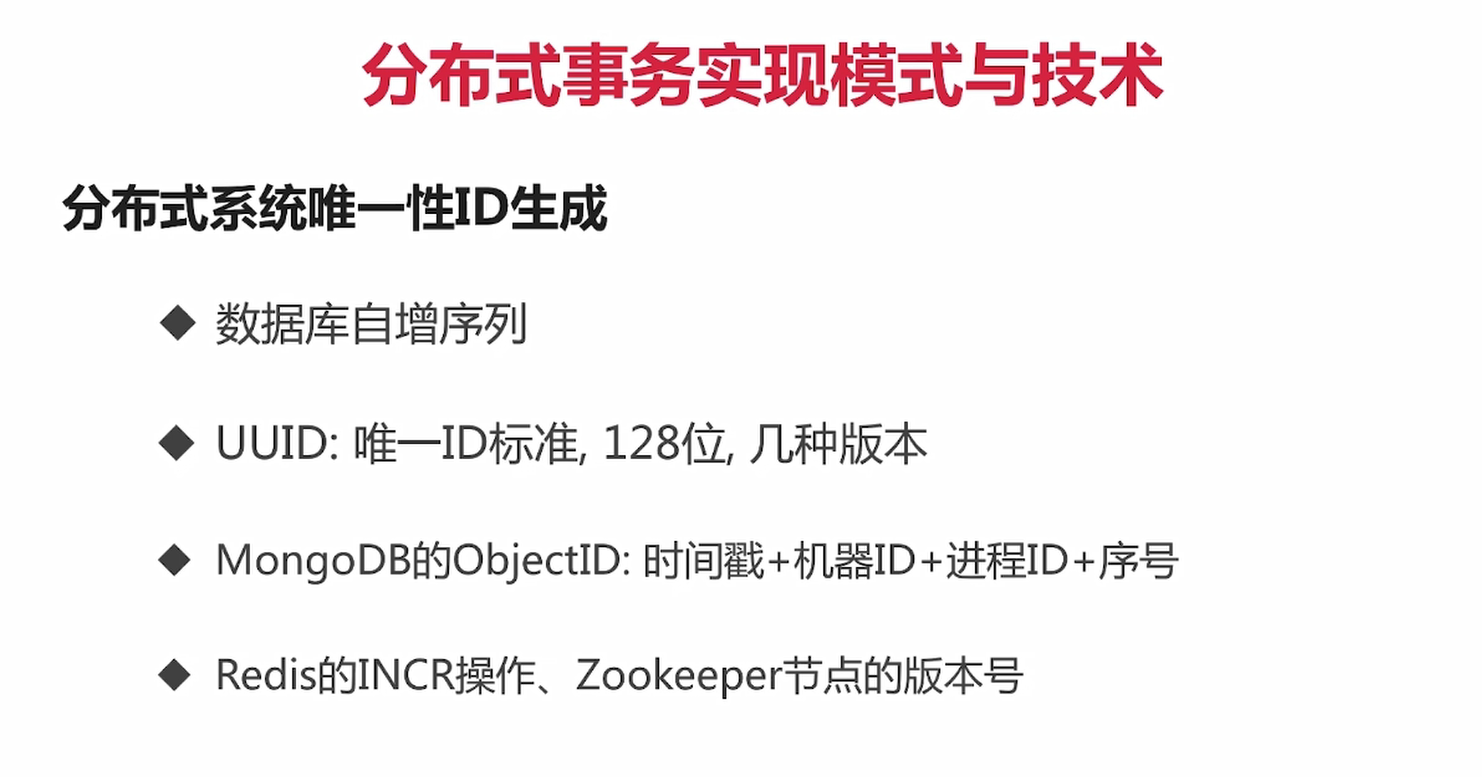 分布式事务实现模式与技术
分布式系统唯一性ID生成
◆ 数据库自增序列
◆ UUID: 唯一ID标准, 128位, 几种版本
◆ MongoDB的ObjectID: 时间戳+机器ID+进程ID+序号
◆ Redis的INCR操作、Zookeeper节点的版本号